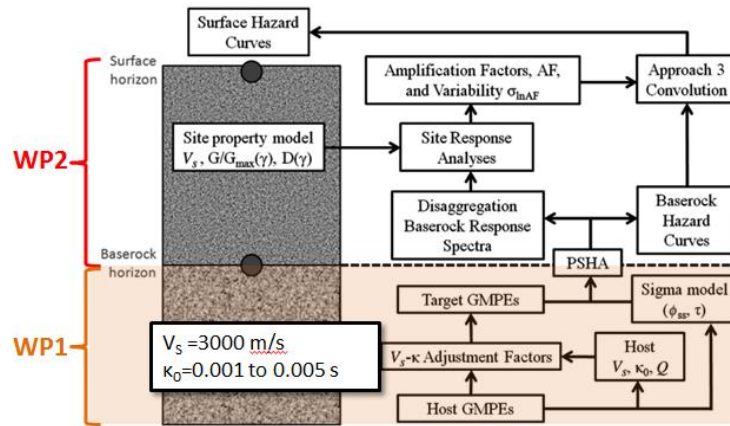 Surface Hazard
Curves
Surface
horizon
Amplification Factors, AF,
and Variability σlnAF
Approach 3
Convolution
WP2
Site property model
Vs , G/Gmax(γ), D(γ)
Site Response
Analyses
Disaggregation
Baserock Response
Spectra
Baserock
Hazard
Curves
Baserock
horizon
PSHA
Target GMPEs
Sigma model
(ϕss, τ)
WP1
VS =3000 m/s
κ0=0.001 to 0.005 s
Vs-κ Adjustment Factors
Host
Vs, κ0, Q
Host GMPEs